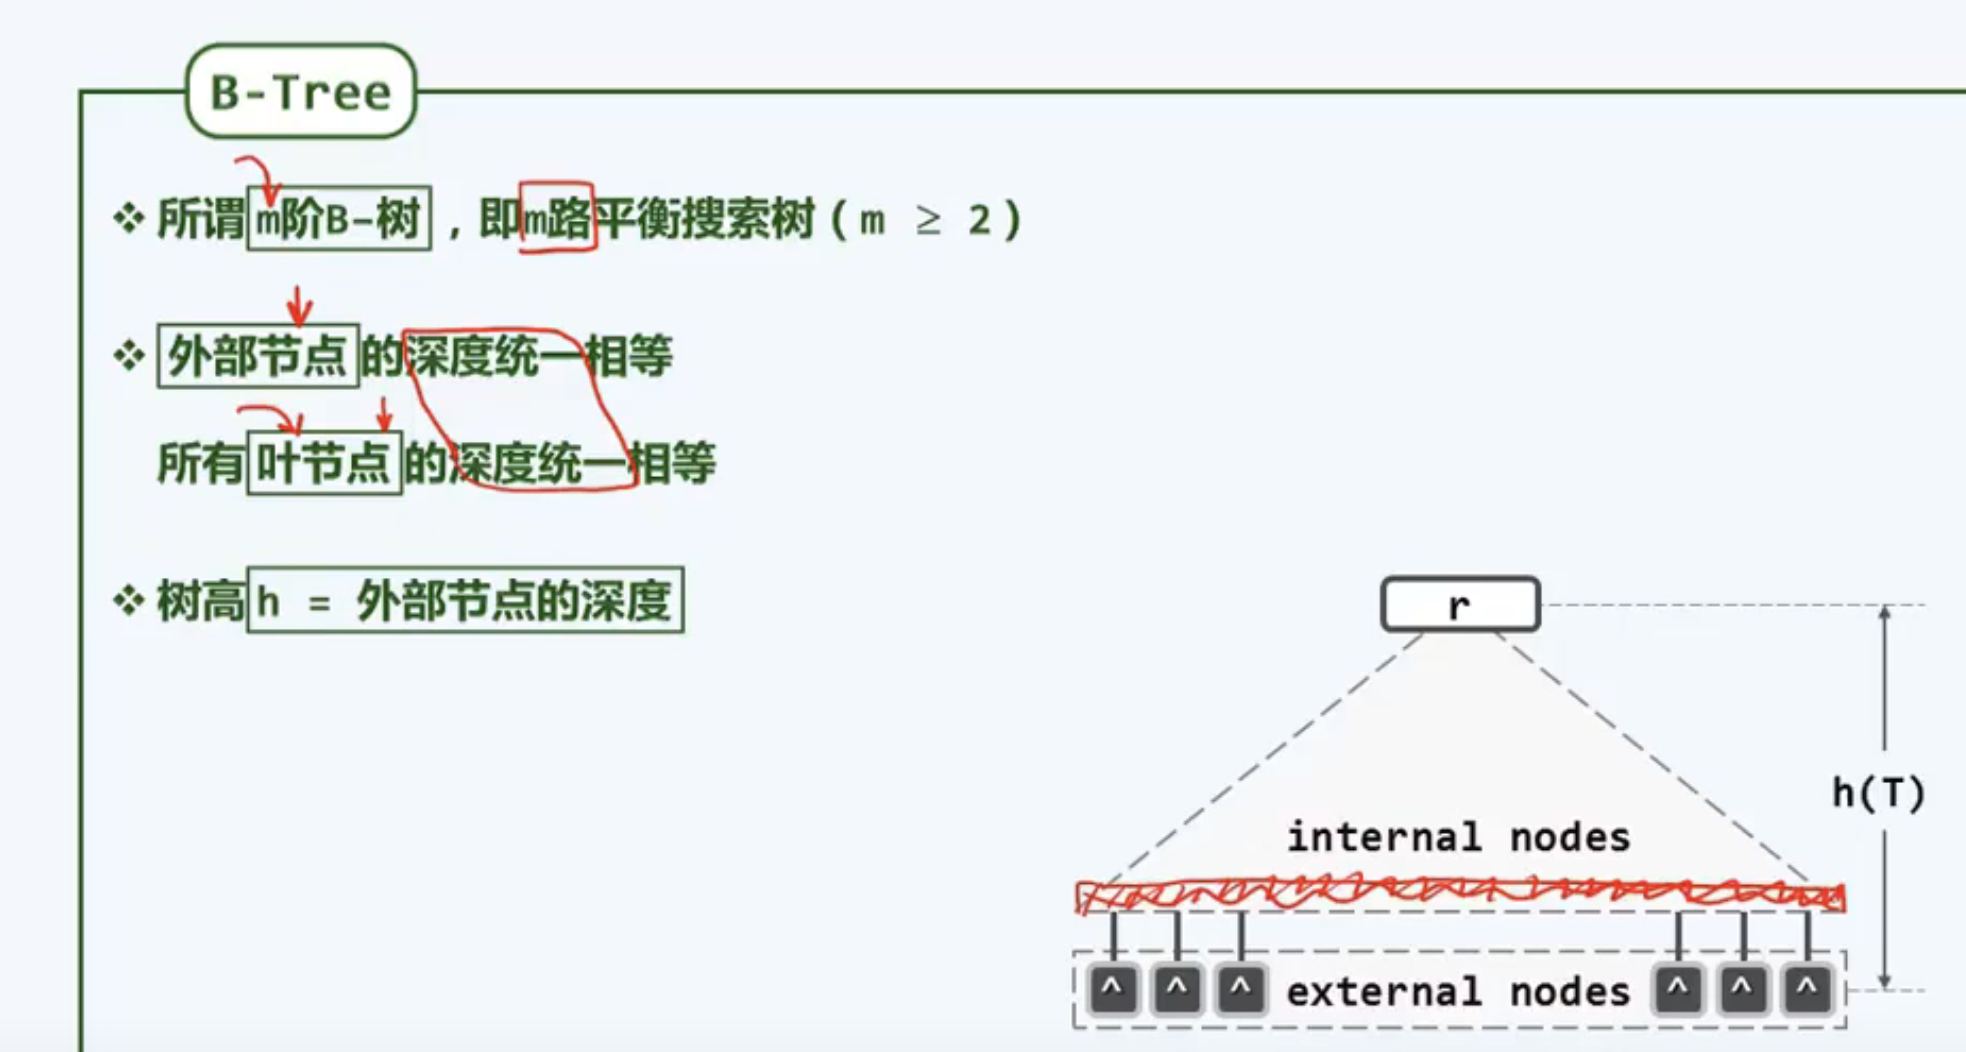 B-Tree
❖ 所谓m阶B-树，即m路平衡搜索树（m ≥ 2）
❖ 外部节点的深度统一相等
所有叶节点的深度统一相等
❖ 树高h = 外部节点的深度
r
h(T)
internal nodes
^ ^ ^ external nodes ^ ^ ^